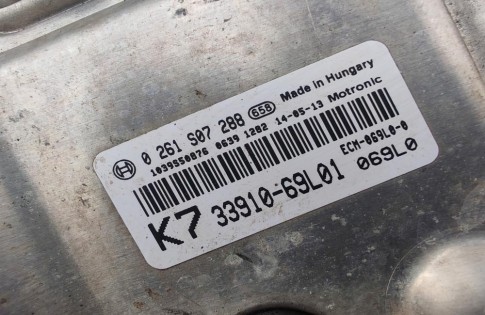 0 261 S07 288 65B Made in Hungary
1039S50876 0639 1282 14-05-13 Motronic
ECM-069L0-0
K7 33910-69L01 069L0